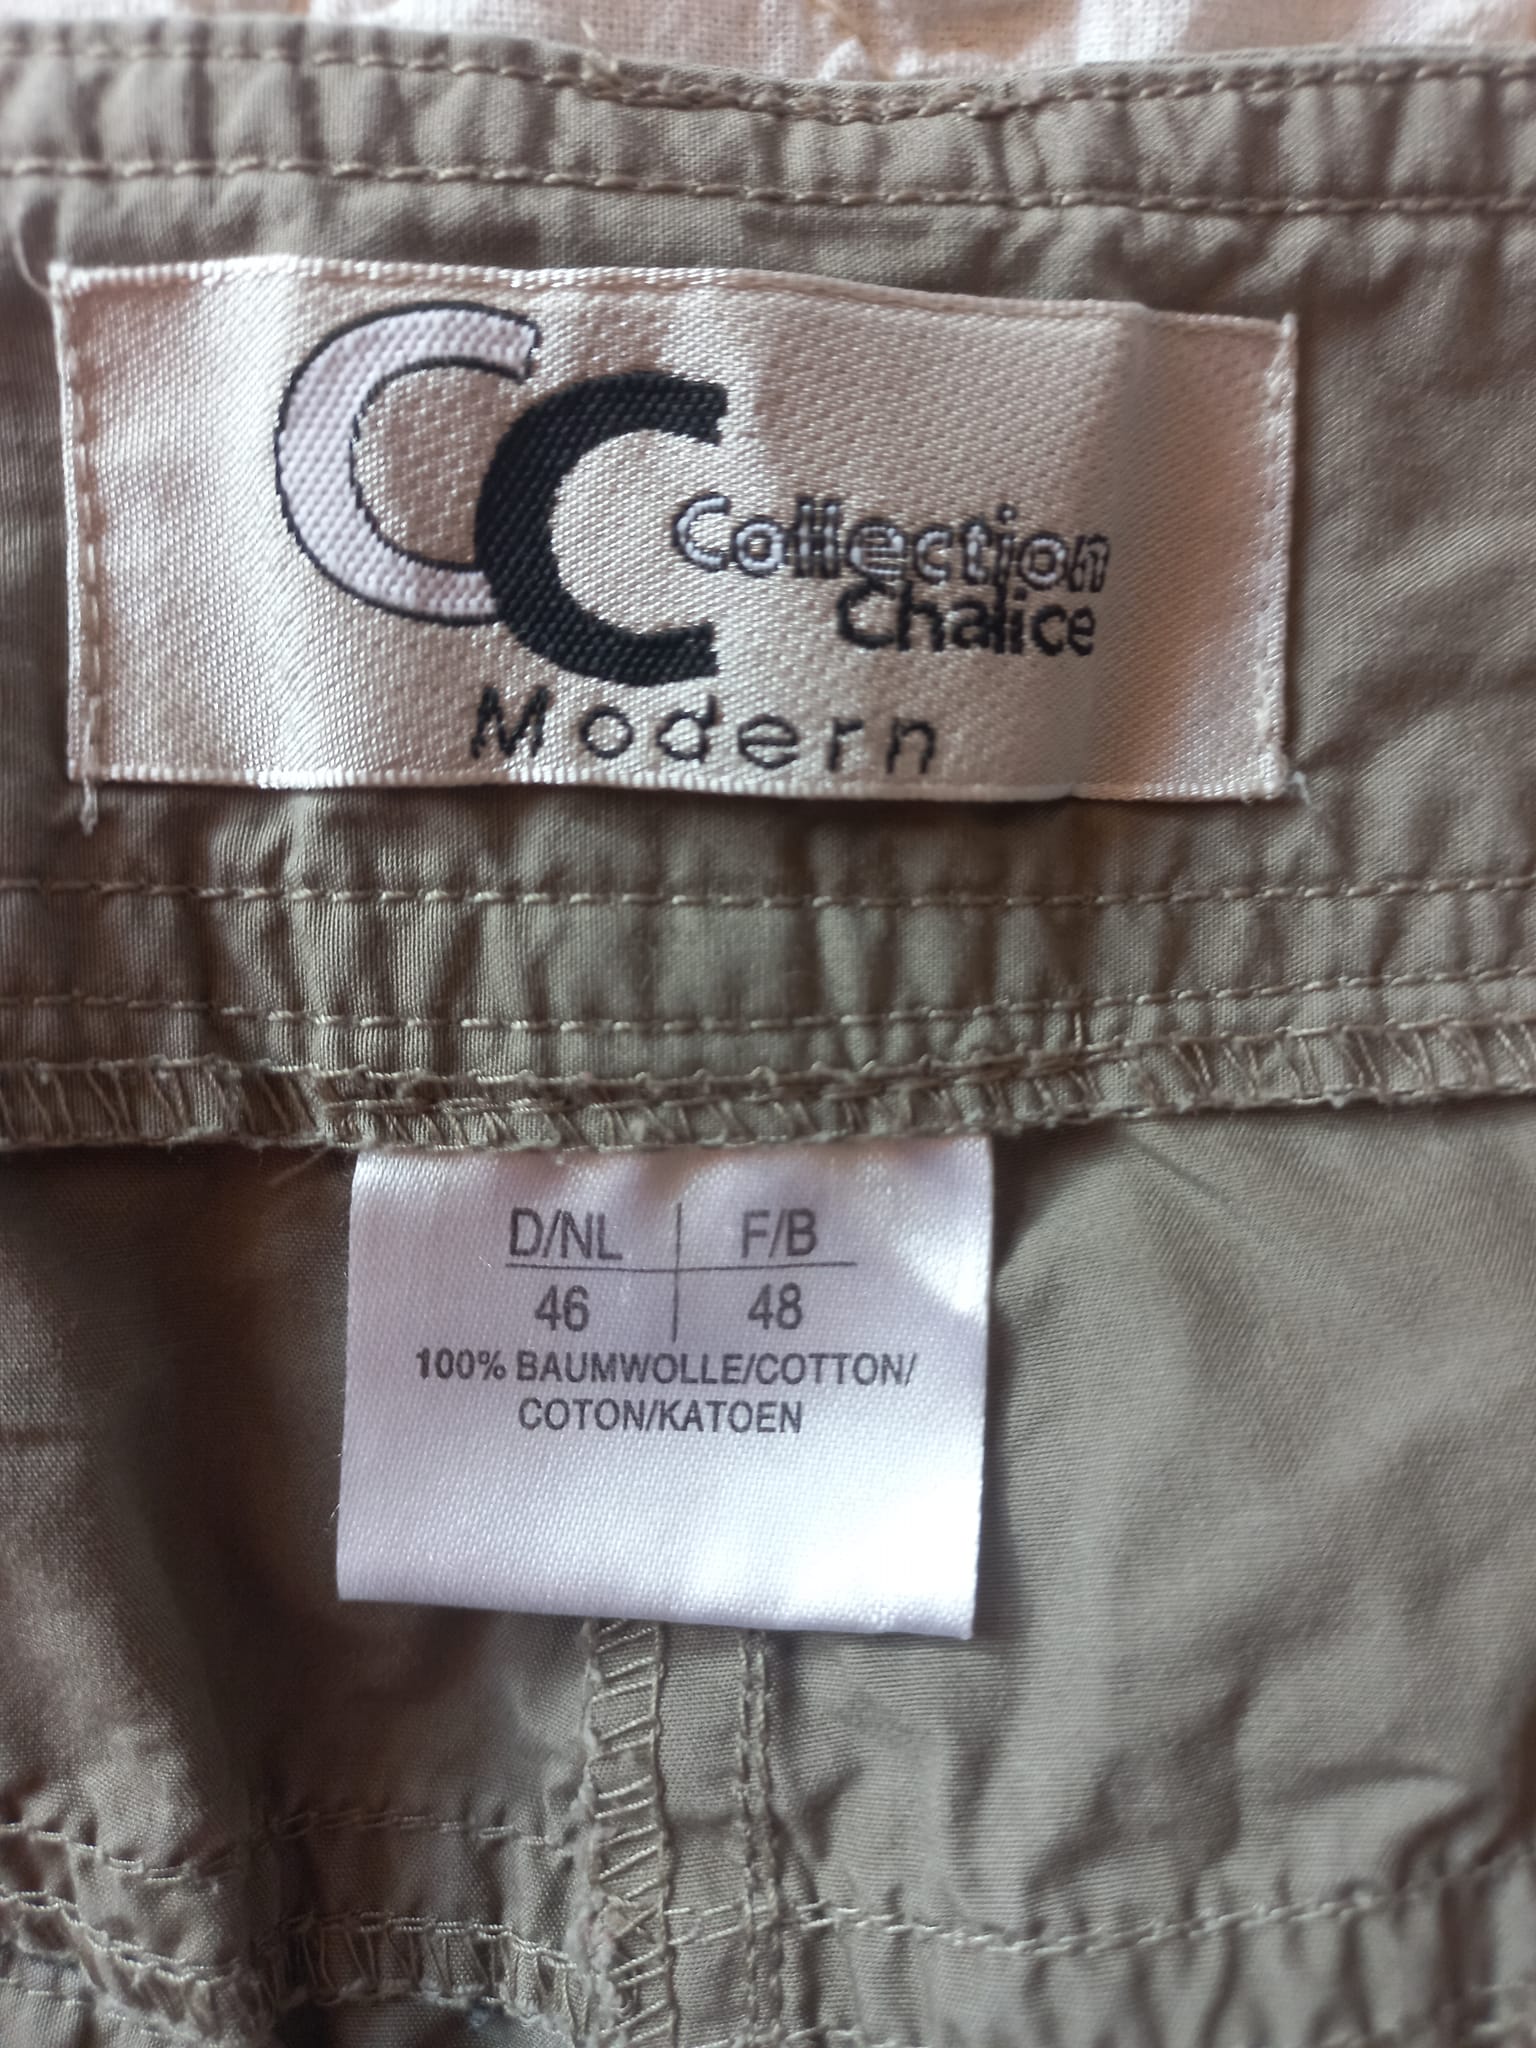 CC
Collection
Chalice
Modern
D/NL F/B
46 48
100% BAUMWOLLE/COTTON/
COTON/KATOEN